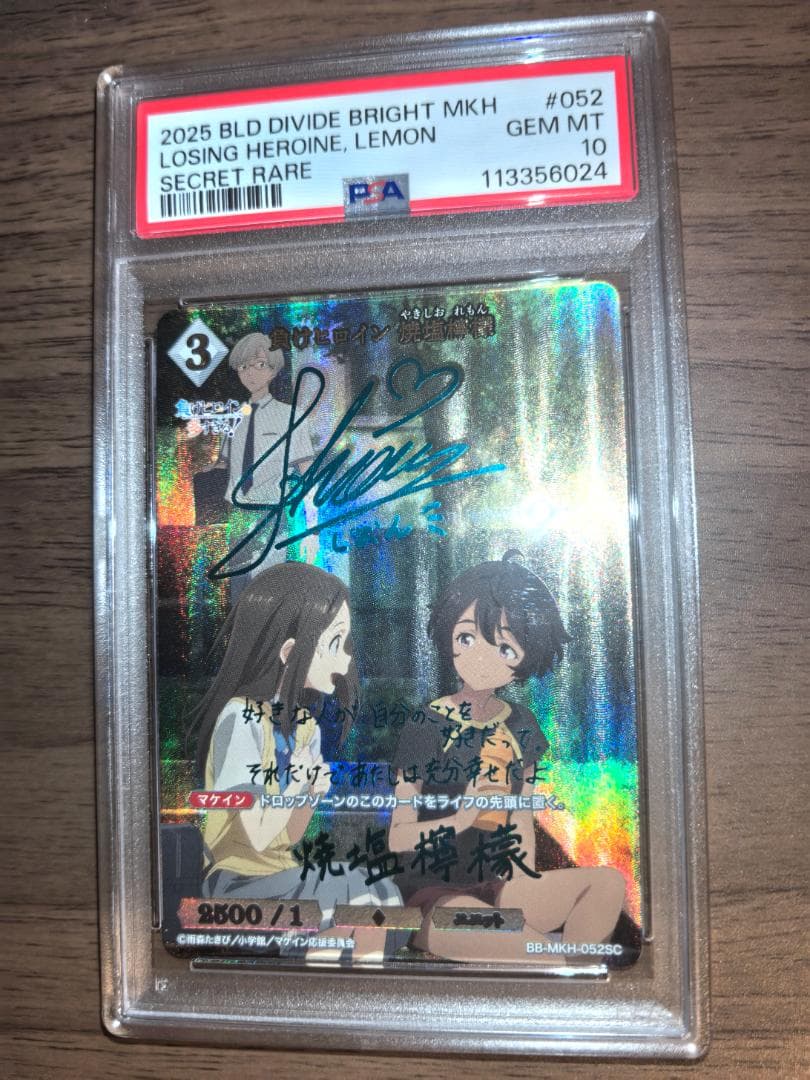 2025 BLD DIVIDE BRIGHT MKH #052
LOSING HEROINE, LEMON GEM MT
SECRET RARE 10
PSA 113356024
やきしお れもん
3 負けヒロイン 焼塩檸檬
負けヒロインが
多すぎる!
好きな人が自分のことを
好きだって。
それだけであたしは充分幸せだよ
マケイン ドロップゾーンのこのカードをライフの先頭に置く。
焼塩檸檬
2500 / 1 ♦ ユニット
©雨森たきび/小学館/マケイン応援委員会 BB-MKH-052SC